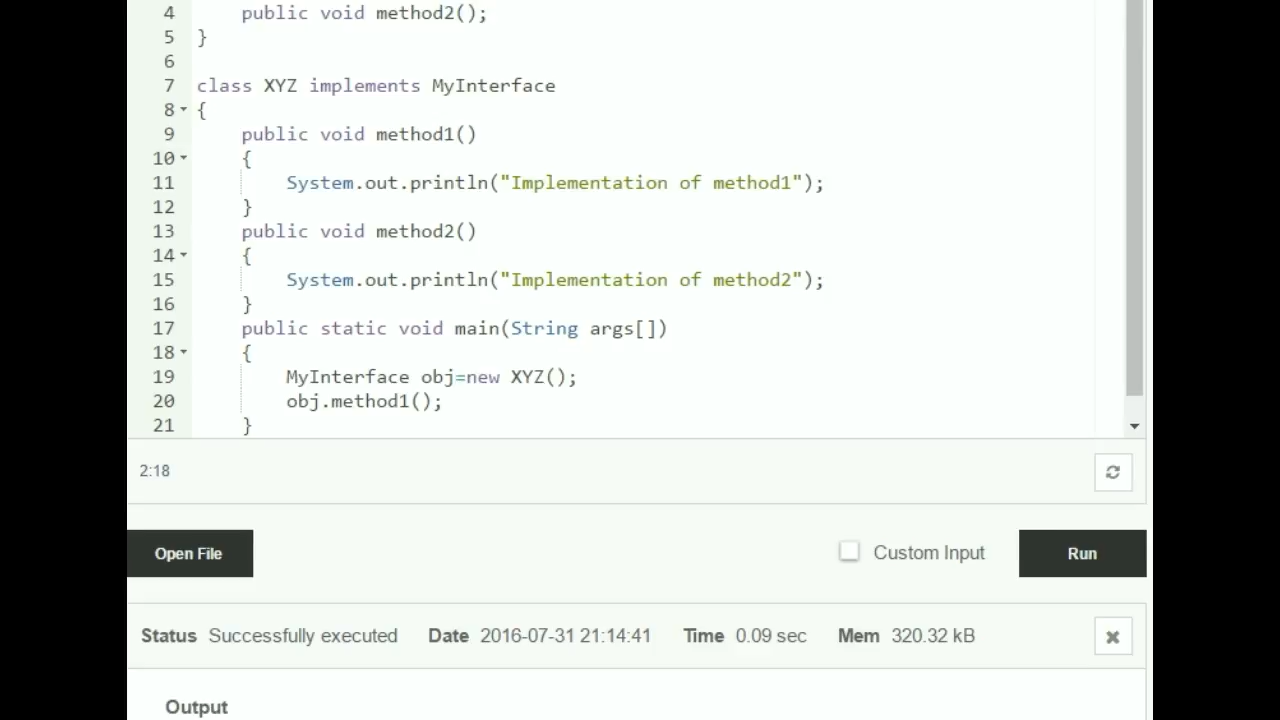 4 public void method2();
5 }
6
7 class XYZ implements MyInterface
8 {
9 public void method1()
10 {
11 System.out.println("Implementation of method1");
12 }
13 public void method2()
14 {
15 System.out.println("Implementation of method2");
16 }
17 public static void main(String args[])
18 {
19 MyInterface obj=new XYZ();
20 obj.method1();
21 }
2:18
Open File Custom Input Run
Status Successfully executed Date 2016-07-31 21:14:41 Time 0.09 sec Mem 320.32 kB
Output